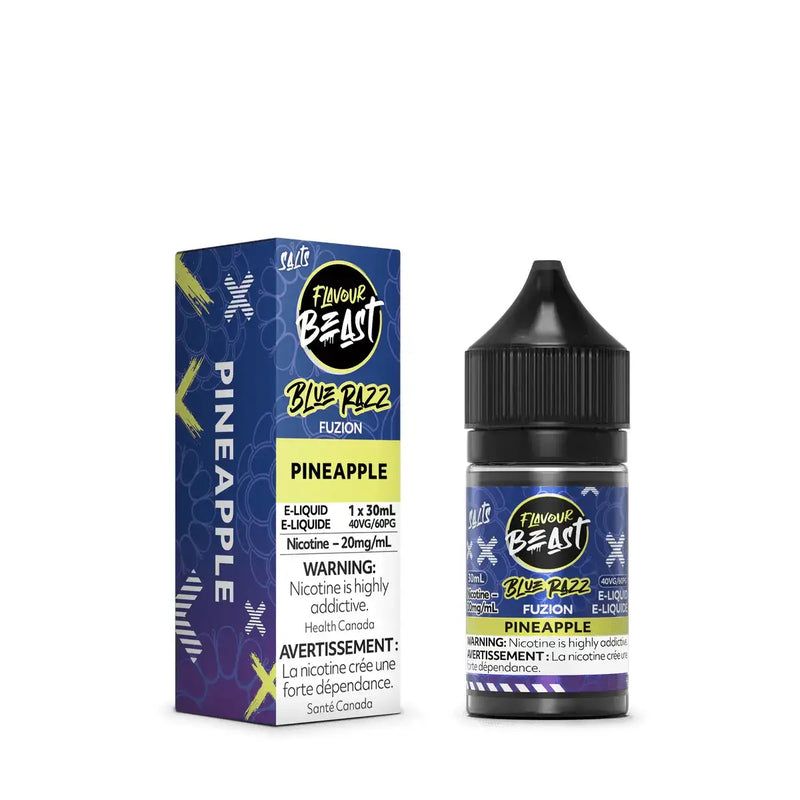 PINEAPPLE
SALTS
FLAVOUR
BEAST
BLUE RAZZ
FUZION
PINEAPPLE
E-LIQUID
E-LIQUIDE
1 x 30mL
40VG/60PG
Nicotine – 20mg/mL
WARNING:
Nicotine is highly
addictive.
Health Canada
AVERTISSEMENT :
La nicotine crée une
forte dépendance.
Santé Canada
SALTS
FLAVOUR
BEAST
BLUE RAZZ
FUZION
30mL
Nicotine –
20mg/mL
40VG/60PG
E-LIQUID
E-LIQUIDE
PINEAPPLE
WARNING: Nicotine is highly addictive.
AVERTISSEMENT : La nicotine crée une
forte dépendance.